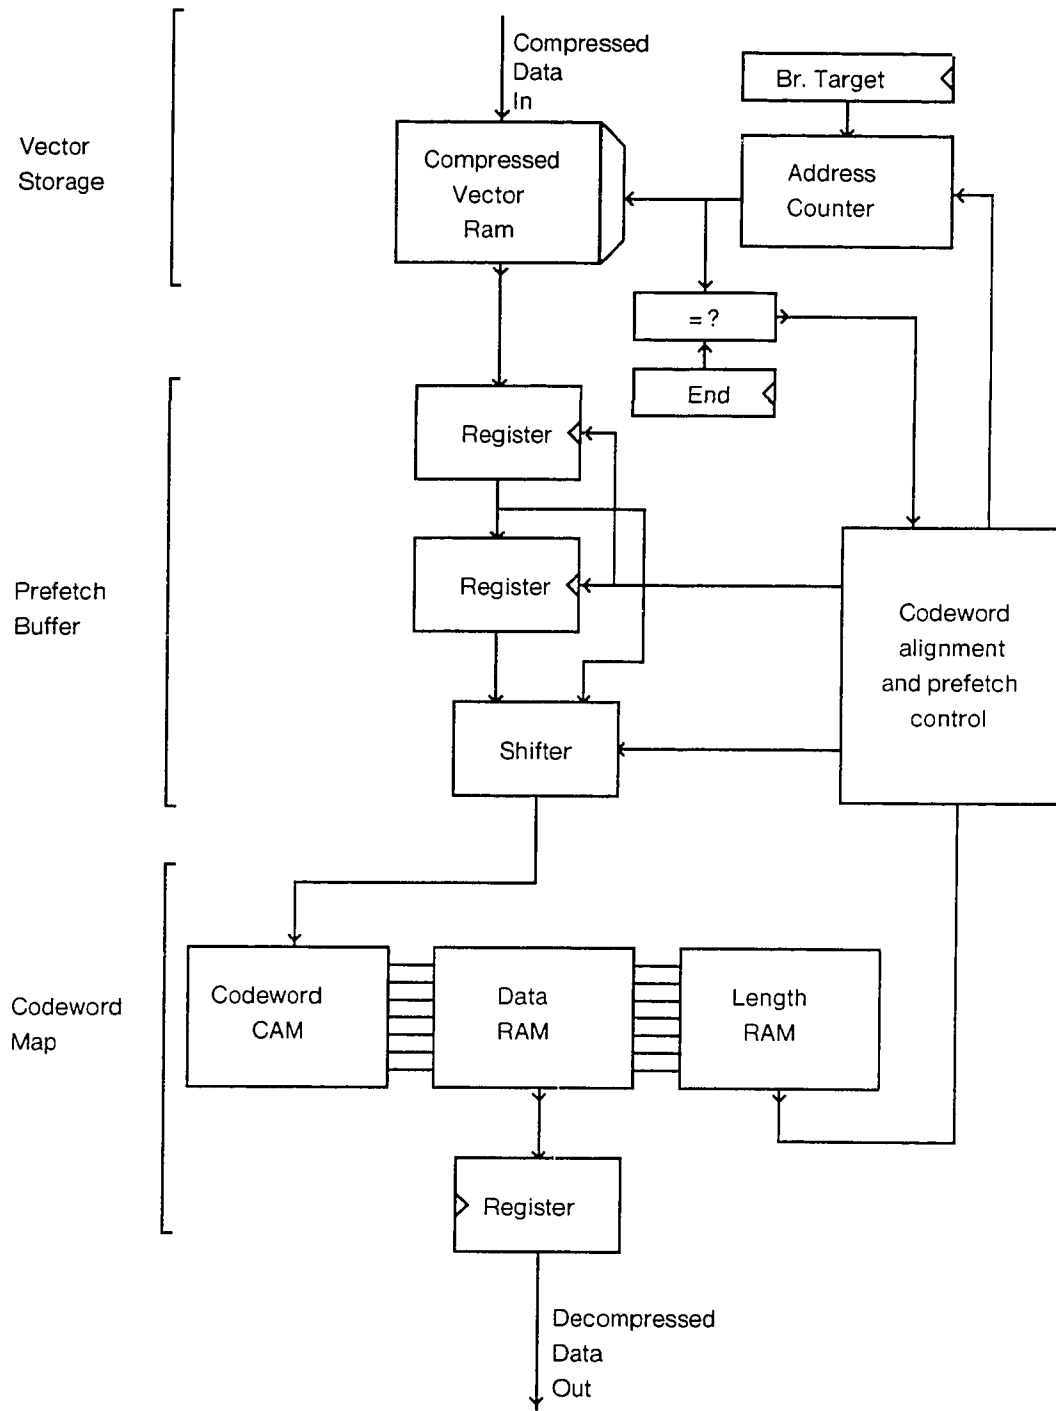 Compressed
Data
In
Br. Target
Vector
Storage
Compressed
Vector
Ram
Address
Counter
= ?
End
Register
Prefetch
Buffer
Register
Codeword
alignment
and prefetch
control
Shifter
Codeword
Map
Codeword
CAM
Data
RAM
Length
RAM
Register
Decompressed
Data
Out